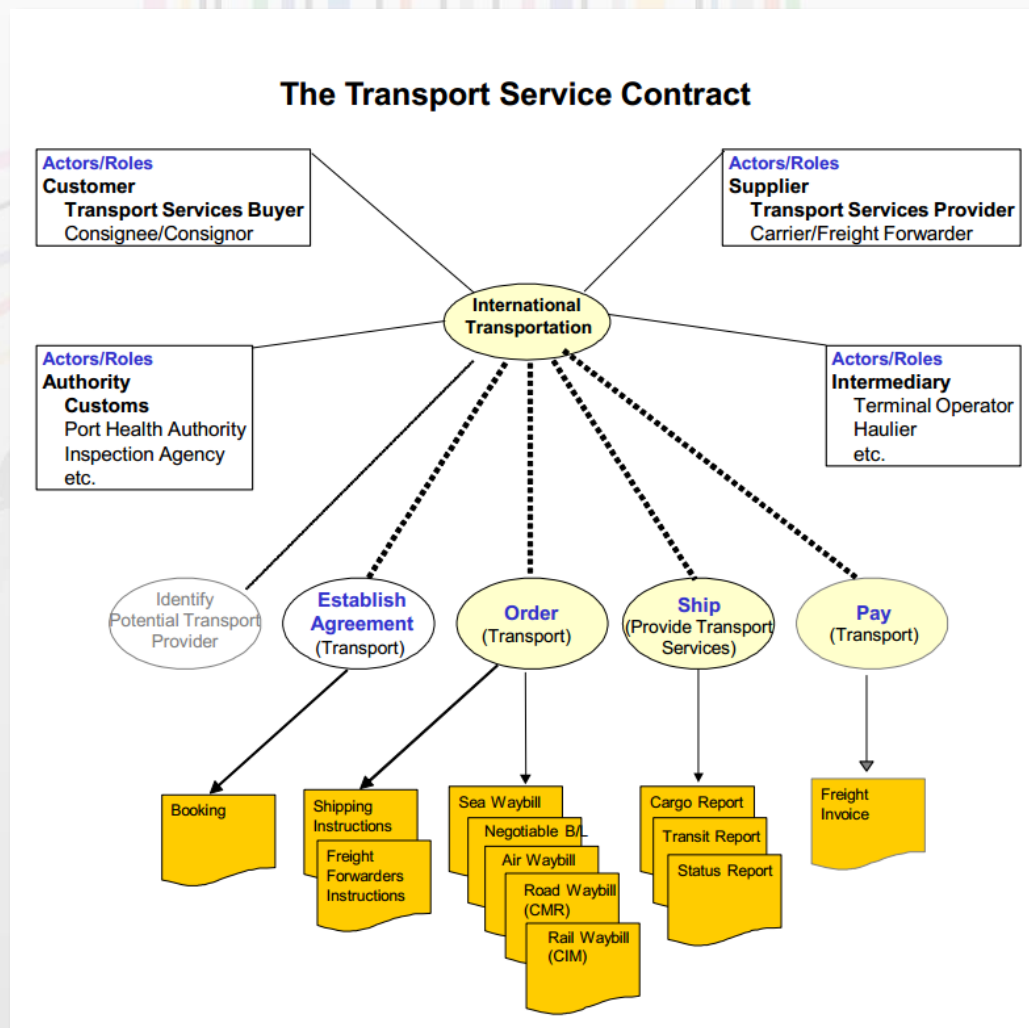 The Transport Service Contract
Actors/Roles
Customer
Transport Services Buyer
Consignee/Consignor
Actors/Roles
Supplier
Transport Services Provider
Carrier/Freight Forwarder
International
Transportation
Actors/Roles
Authority
Customs
Port Health Authority
Inspection Agency
etc.
Actors/Roles
Intermediary
Terminal Operator
Haulier
etc.
Identify
Potential Transport
Provider
Establish
Agreement
(Transport)
Order
(Transport)
Ship
(Provide Transport
Services)
Pay
(Transport)
Booking
Shipping
Instructions
Freight
Forwarders
Instructions
Sea Waybill
Negotiable B/L
Air Waybill
Road Waybill
(CMR)
Rail Waybill
(CIM)
Cargo Report
Transit Report
Status Report
Freight
Invoice